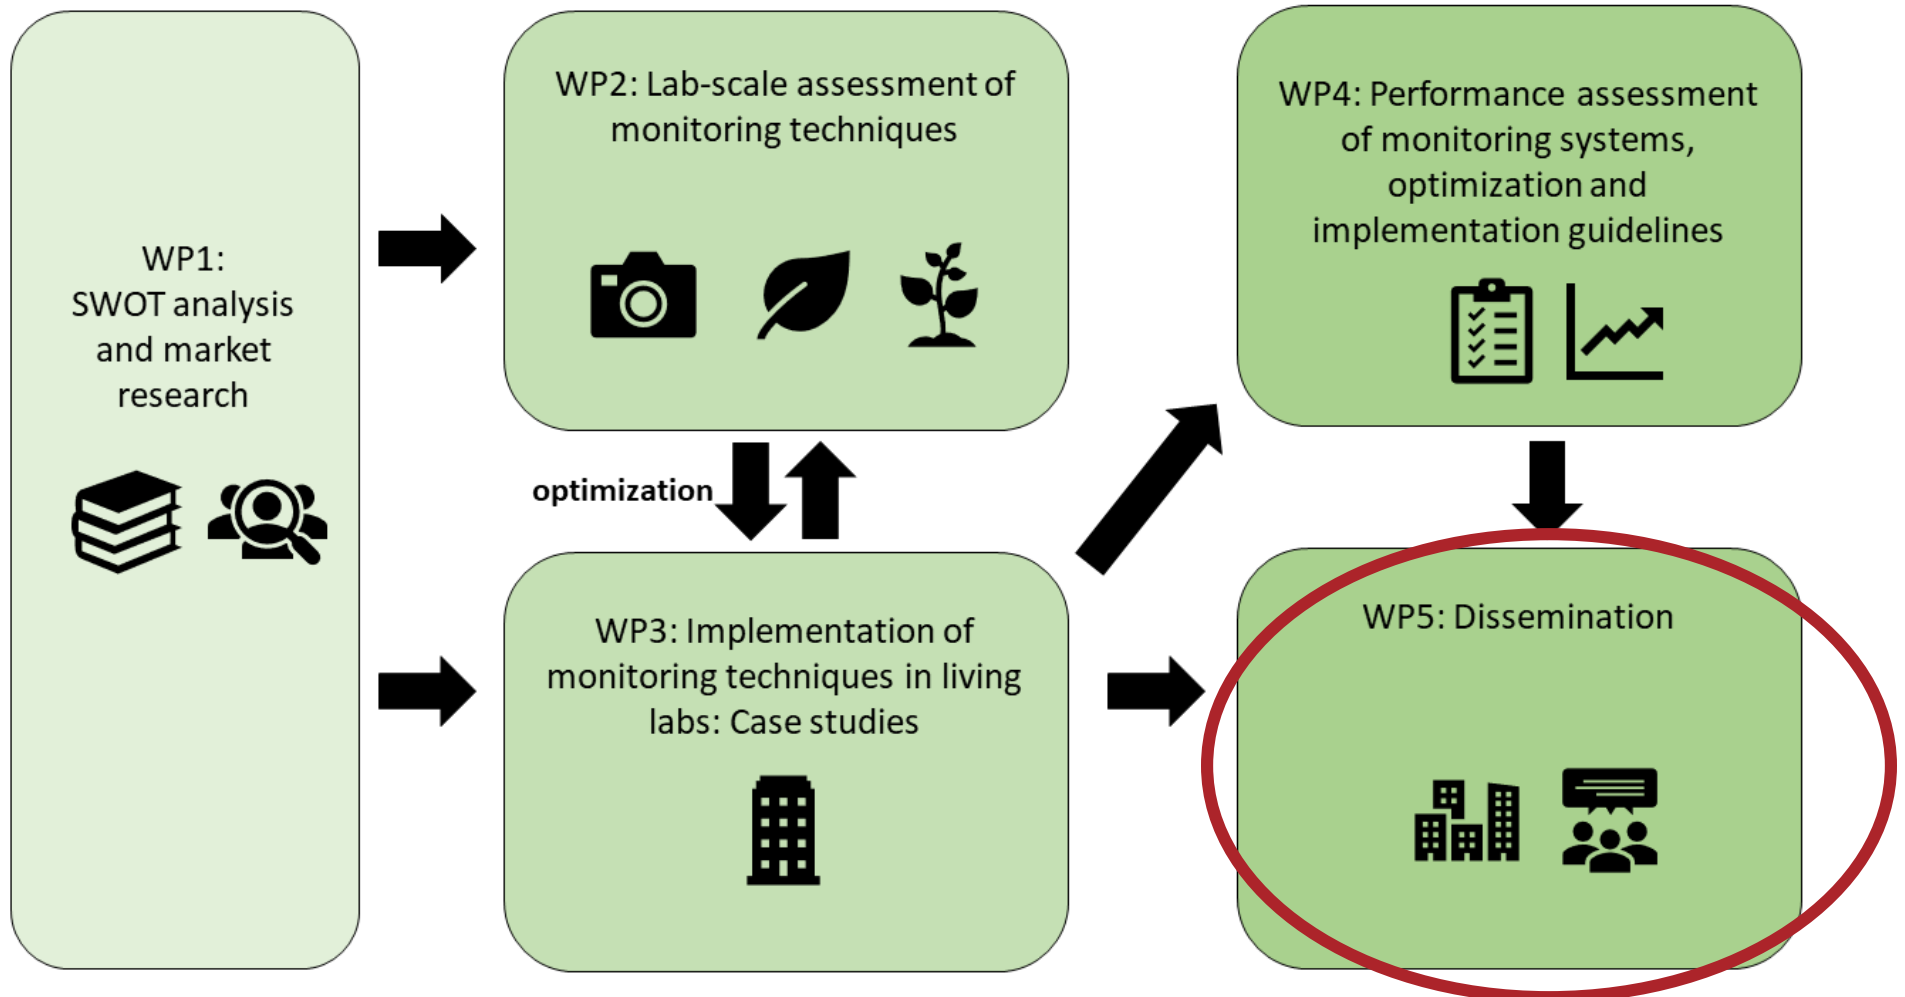 WP1:
SWOT analysis
and market
research
WP2: Lab-scale assessment of
monitoring techniques
optimization
WP3: Implementation of
monitoring techniques in living
labs: Case studies
WP4: Performance assessment
of monitoring systems,
optimization and
implementation guidelines
WP5: Dissemination